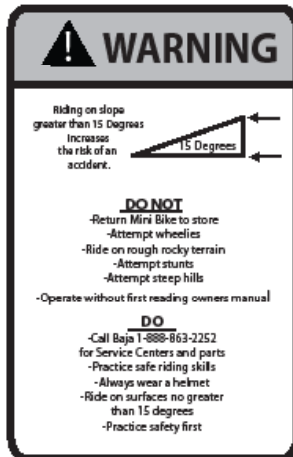 WARNING
Riding on slope
greater than 15 Degrees
increases
the risk of an
accident.
15 Degrees
DO NOT
-Return Mini Bike to store
-Attempt wheelies
-Ride on rough rocky terrain
-Attempt stunts
-Attempt steep hills
-Operate without first reading owners manual
DO
-Call Baja 1-888-863-2252
for Service Centers and parts
-Practice safe riding skills
-Always wear a helmet
-Ride on surfaces no greater
than 15 degrees
-Practice safety first